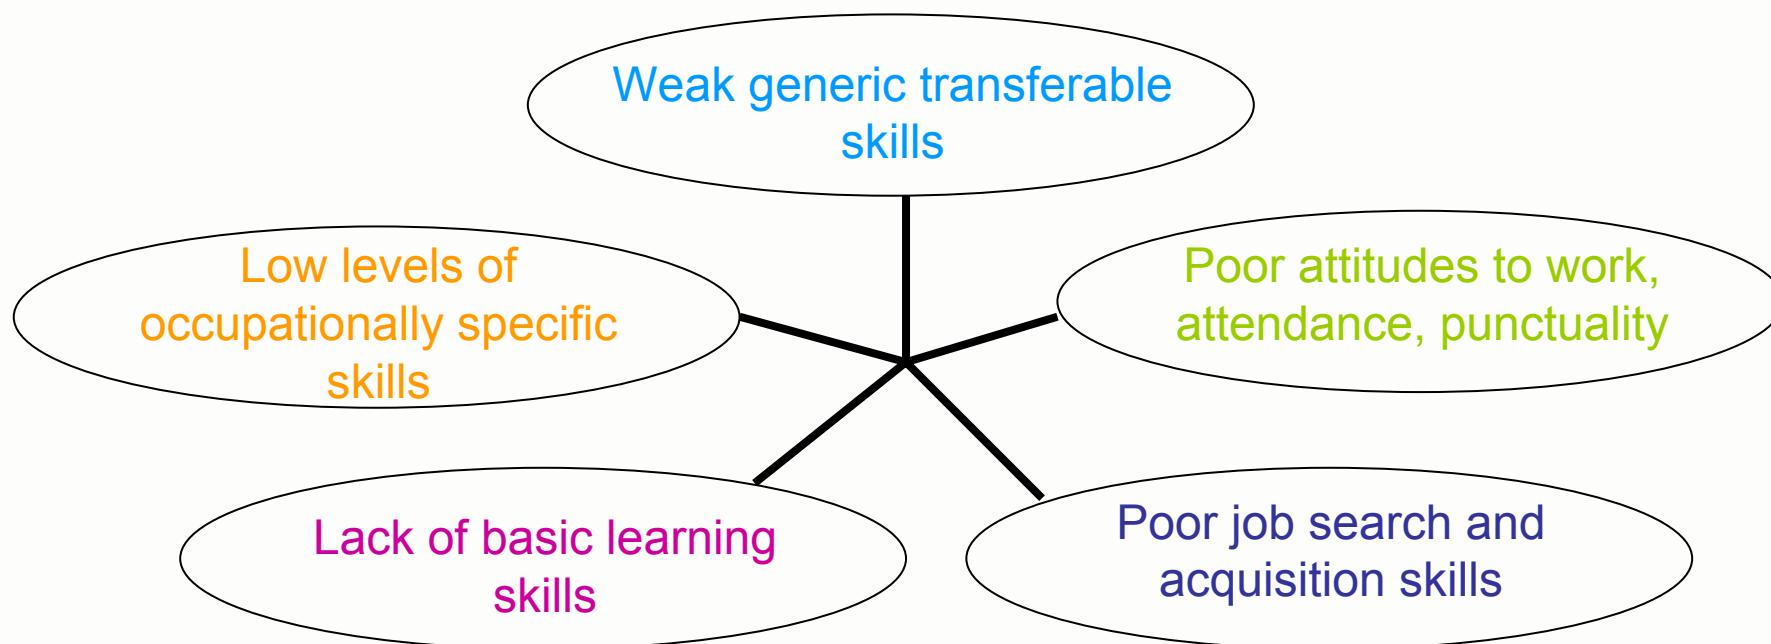 Weak generic transferable
skills
Low levels of
occupationally specific
skills
Poor attitudes to work,
attendance, punctuality
Lack of basic learning
skills
Poor job search and
acquisition skills